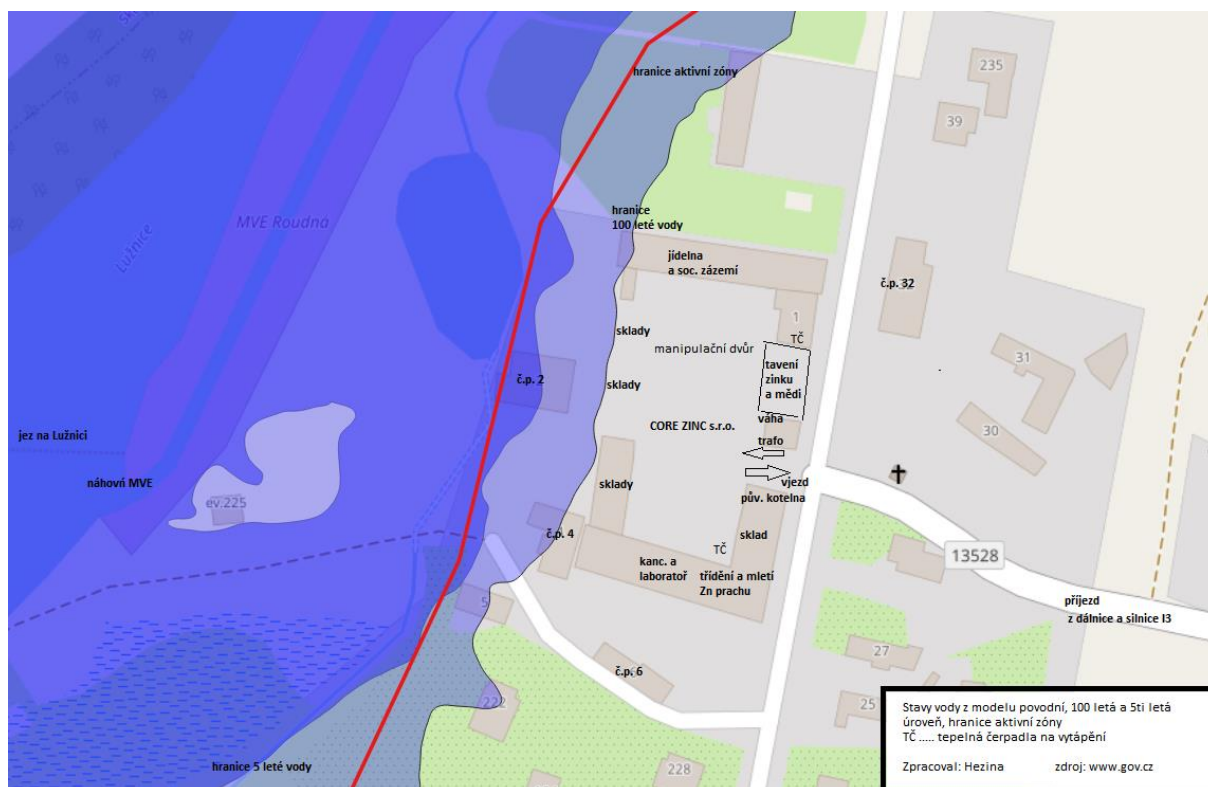 hranice aktivní zóny
235
39
MVE Roudná
Lužnice
hranice
100 leté vody
jídelna
a soc. zázemí
č.p. 32
1
TČ
sklady
manipulační dvůr
tavení
zinku
a mědi
31
č.p. 2
sklady
CORE ZINC s.r.o.
váha
trafo
30
jez na Lužnici
náhovń MVE
ev.225
sklady
vjezd
pův. kotelna
č.p. 4
sklad
TČ
kanc. a
laboratoř
třídění a mletí
Zn prachu
13528
5
příjezd
z dálnice a silnice I3
č.p. 6
27
222
25
228
hranice 5 leté vody
Stavy vody z modelu povodní, 100 letá a 5ti letá
úroveň, hranice aktivní zóny
TČ ..... tepelná čerpadla na vytápění
Zpracoval: Hezina zdroj: www.gov.cz